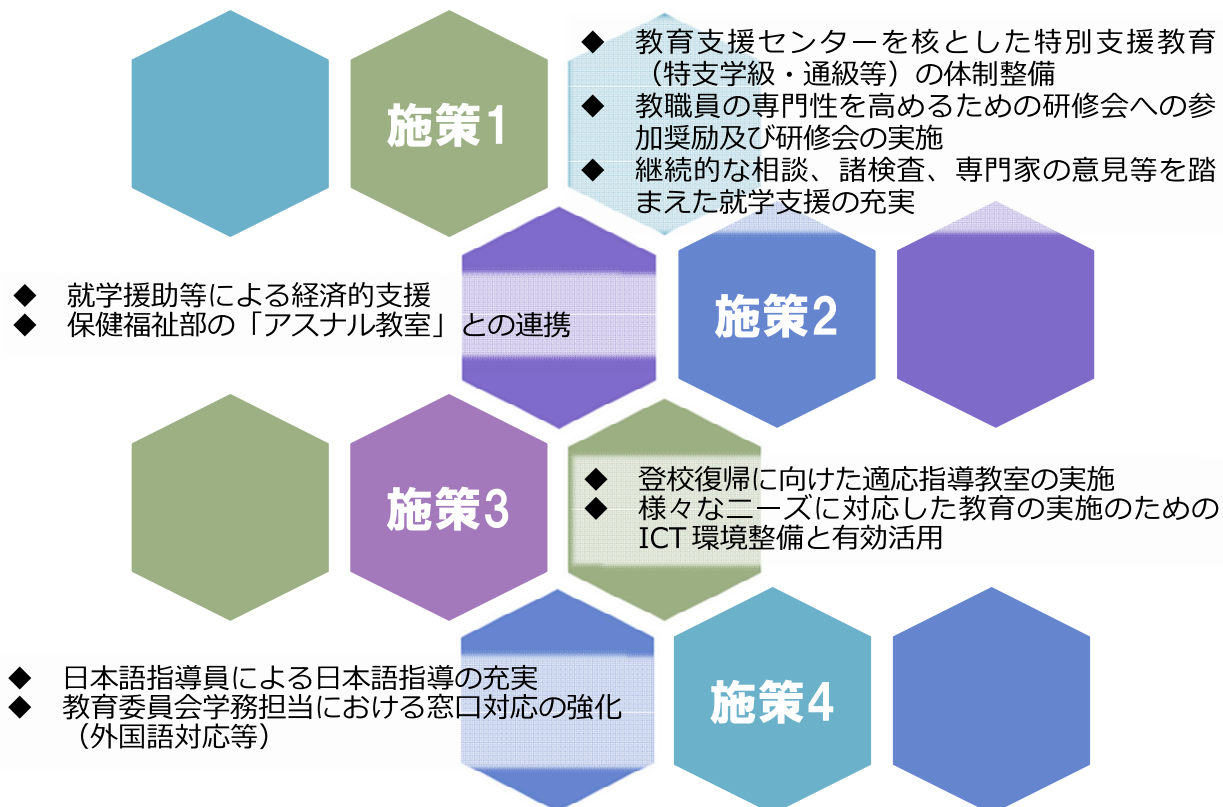 施策1
◆ 教育支援センターを核とした特別支援教育
（特支学級・通級等）の体制整備
◆ 教職員の専門性を高めるための研修会への参
加奨励及び研修会の実施
◆ 継続的な相談、諸検査、専門家の意見等を踏
まえた就学支援の充実
施策2
◆ 就学援助等による経済的支援
◆ 保健福祉部の「アスナル教室」との連携
施策3
◆ 登校復帰に向けた適応指導教室の実施
◆ 様々なニーズに対応した教育の実施のための
ICT環境整備と有効活用
施策4
◆ 日本語指導員による日本語指導の充実
◆ 教育委員会学務担当における窓口対応の強化
（外国語対応等）